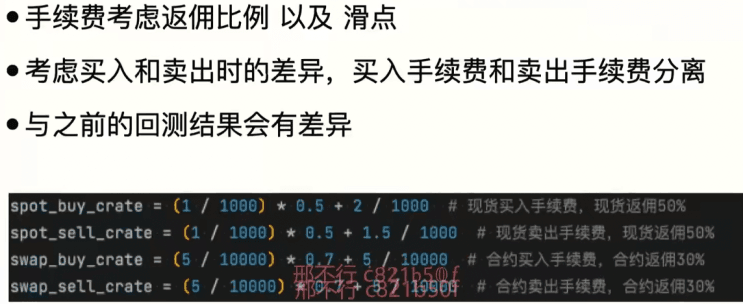 •手续费考虑返佣比例 以及 滑点
•考虑买入和卖出时的差异，买入手续费和卖出手续费分离
•与之前的回测结果会有差异
spot_buy_crate = (1 / 1000) * 0.5 + 2 / 1000  # 现货买入手续费，现货返佣50%
spot_sell_crate = (1 / 1000) * 0.5 + 1.5 / 1000  # 现货卖出手续费，现货返佣50%
swap_buy_crate = (5 / 10000) * 0.7 + 5 / 10000  # 合约买入手续费，合约返佣30%
swap_sell_crate = (5 / 10000) * 0.7 + / 10000  # 合约卖出手续费，合约返佣30%
邢不行
邢不行